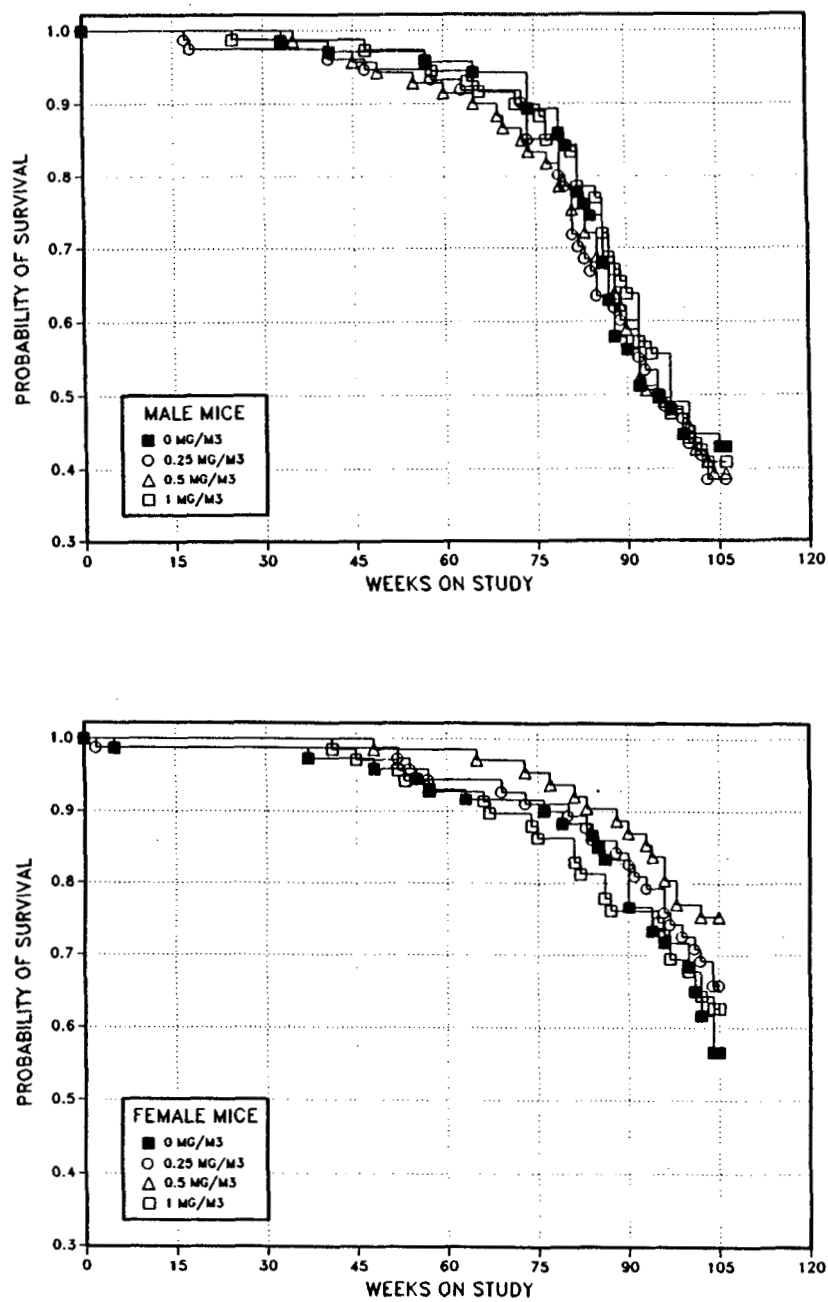 1.0
0.9
0.8
0.7
0.6
0.5
0.4
0.3
PROBABILITY OF SURVIVAL
MALE MICE
0 MG/M3
0.25 MG/M3
0.5 MG/M3
1 MG/M3
0 15 30 45 60 75 90 105 120
WEEKS ON STUDY
1.0
0.9
0.8
0.7
0.6
0.5
0.4
0.3
PROBABILITY OF SURVIVAL
FEMALE MICE
0 MG/M3
0.25 MG/M3
0.5 MG/M3
1 MG/M3
0 15 30 45 60 75 90 105 120
WEEKS ON STUDY